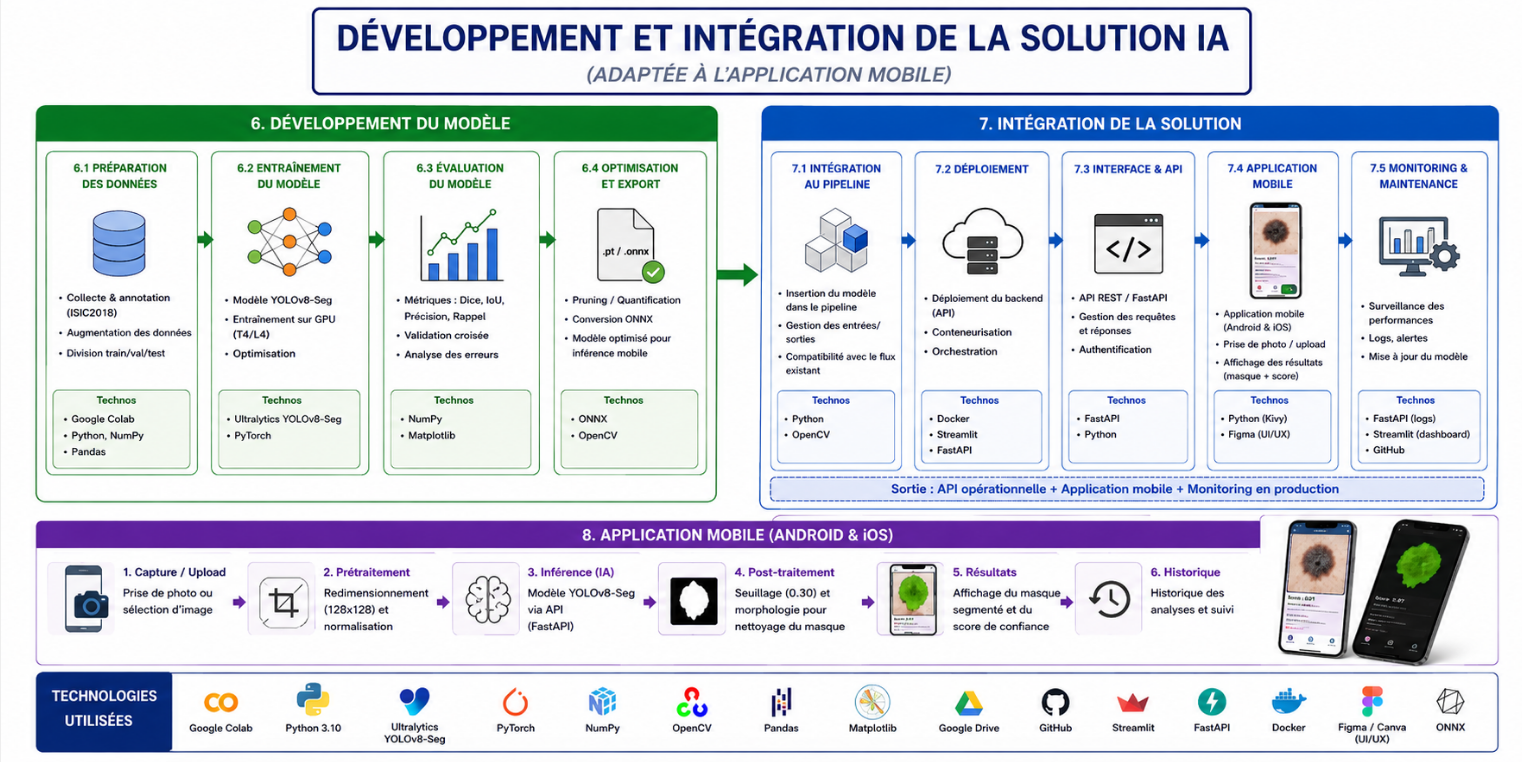 DÉVELOPPEMENT ET INTÉGRATION DE LA SOLUTION IA
(ADAPTÉE À L'APPLICATION MOBILE)
6. DÉVELOPPEMENT DU MODÈLE
6.1 PRÉPARATION
DES DONNÉES
• Collecte & annotation
(ISIC2018)
• Augmentation des données
• Division train/val/test
Technos
• Google Colab
• Python, NumPy
• Pandas
6.2 ENTRAÎNEMENT
DU MODÈLE
• Modèle YOLOv8-Seg
• Entraînement sur GPU
(T4/L4)
• Optimisation
Technos
• Ultralytics YOLOv8-Seg
• PyTorch
6.3 ÉVALUATION
DU MODÈLE
• Métriques : Dice, IoU,
Précision, Rappel
• Validation croisée
• Analyse des erreurs
Technos
• NumPy
• Matplotlib
6.4 OPTIMISATION
ET EXPORT
.pt / .onnx
• Pruning / Quantification
• Conversion ONNX
• Modèle optimisé pour
inférence mobile
Technos
• ONNX
• OpenCV
7. INTÉGRATION DE LA SOLUTION
7.1 INTÉGRATION
AU PIPELINE
• Insertion du modèle
dans le pipeline
• Gestion des entrées/
sorties
• Compatibilité avec le flux
existant
Technos
• Python
• OpenCV
7.2 DÉPLOIEMENT
• Déploiement du backend
(API)
• Conteneurisation
• Orchestration
Technos
• Docker
• Streamlit
• FastAPI
7.3 INTERFACE & API
</>
• API REST / FastAPI
• Gestion des requêtes
et réponses
• Authentification
Technos
• FastAPI
• Python
7.4 APPLICATION
MOBILE
• Application mobile
(Android & iOS)
• Prise de photo / upload
• Affichage des résultats
(masque + score)
Technos
• Python (Kivy)
• Figma (UI/UX)
7.5 MONITORING &
MAINTENANCE
• Surveillance des
performances
• Logs, alertes
• Mise à jour du modèle
Technos
• FastAPI (logs)
• Streamlit (dashboard)
• GitHub
Sortie : API opérationnelle + Application mobile + Monitoring en production
8. APPLICATION MOBILE (ANDROID & iOS)
1. Capture / Upload
Prise de photo ou
sélection d'image
2. Prétraitement
Redimensionnement
(128x128) et
normalisation
3. Inférence (IA)
Modèle YOLOv8-Seg
via API
(FastAPI)
4. Post-traitement
Seuillage (0.30) et
morphologie pour
nettoyage du masque
5. Résultats
Affichage du masque
segmenté et du
score de confiance
6. Historique
Historique des
analyses et suivi
TECHNOLOGIES
UTILISÉES
Google Colab
Python 3.10
Ultralytics
YOLOv8-Seg
PyTorch
NumPy
OpenCV
Pandas
Matplotlib
Google Drive
GitHub
Streamlit
FastAPI
Docker
Figma / Canva
(UI/UX)
ONNX